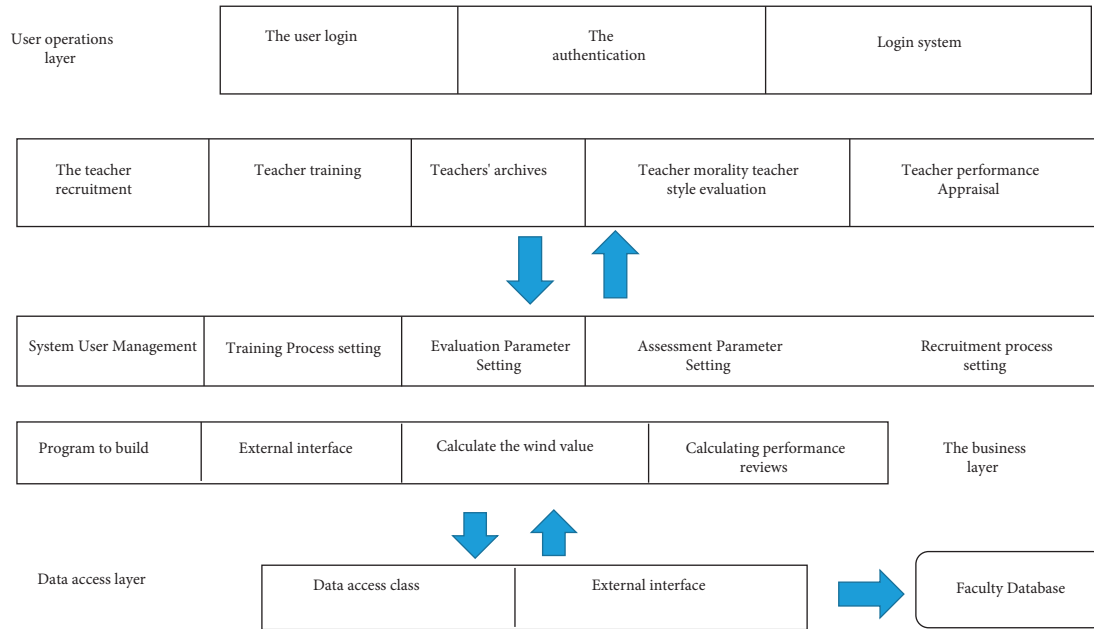 User operations
layer
The user login
The
authentication
Login system
The teacher
recruitment
Teacher training
Teachers' archives
Teacher morality teacher
style evaluation
Teacher performance
Appraisal
System User Management
Training Process setting
Evaluation Parameter
Setting
Assessment Parameter
Setting
Recruitment process
setting
Program to build
External interface
Calculate the wind value
Calculating performance
reviews
The business
layer
Data access layer
Data access class
External interface
Faculty Database